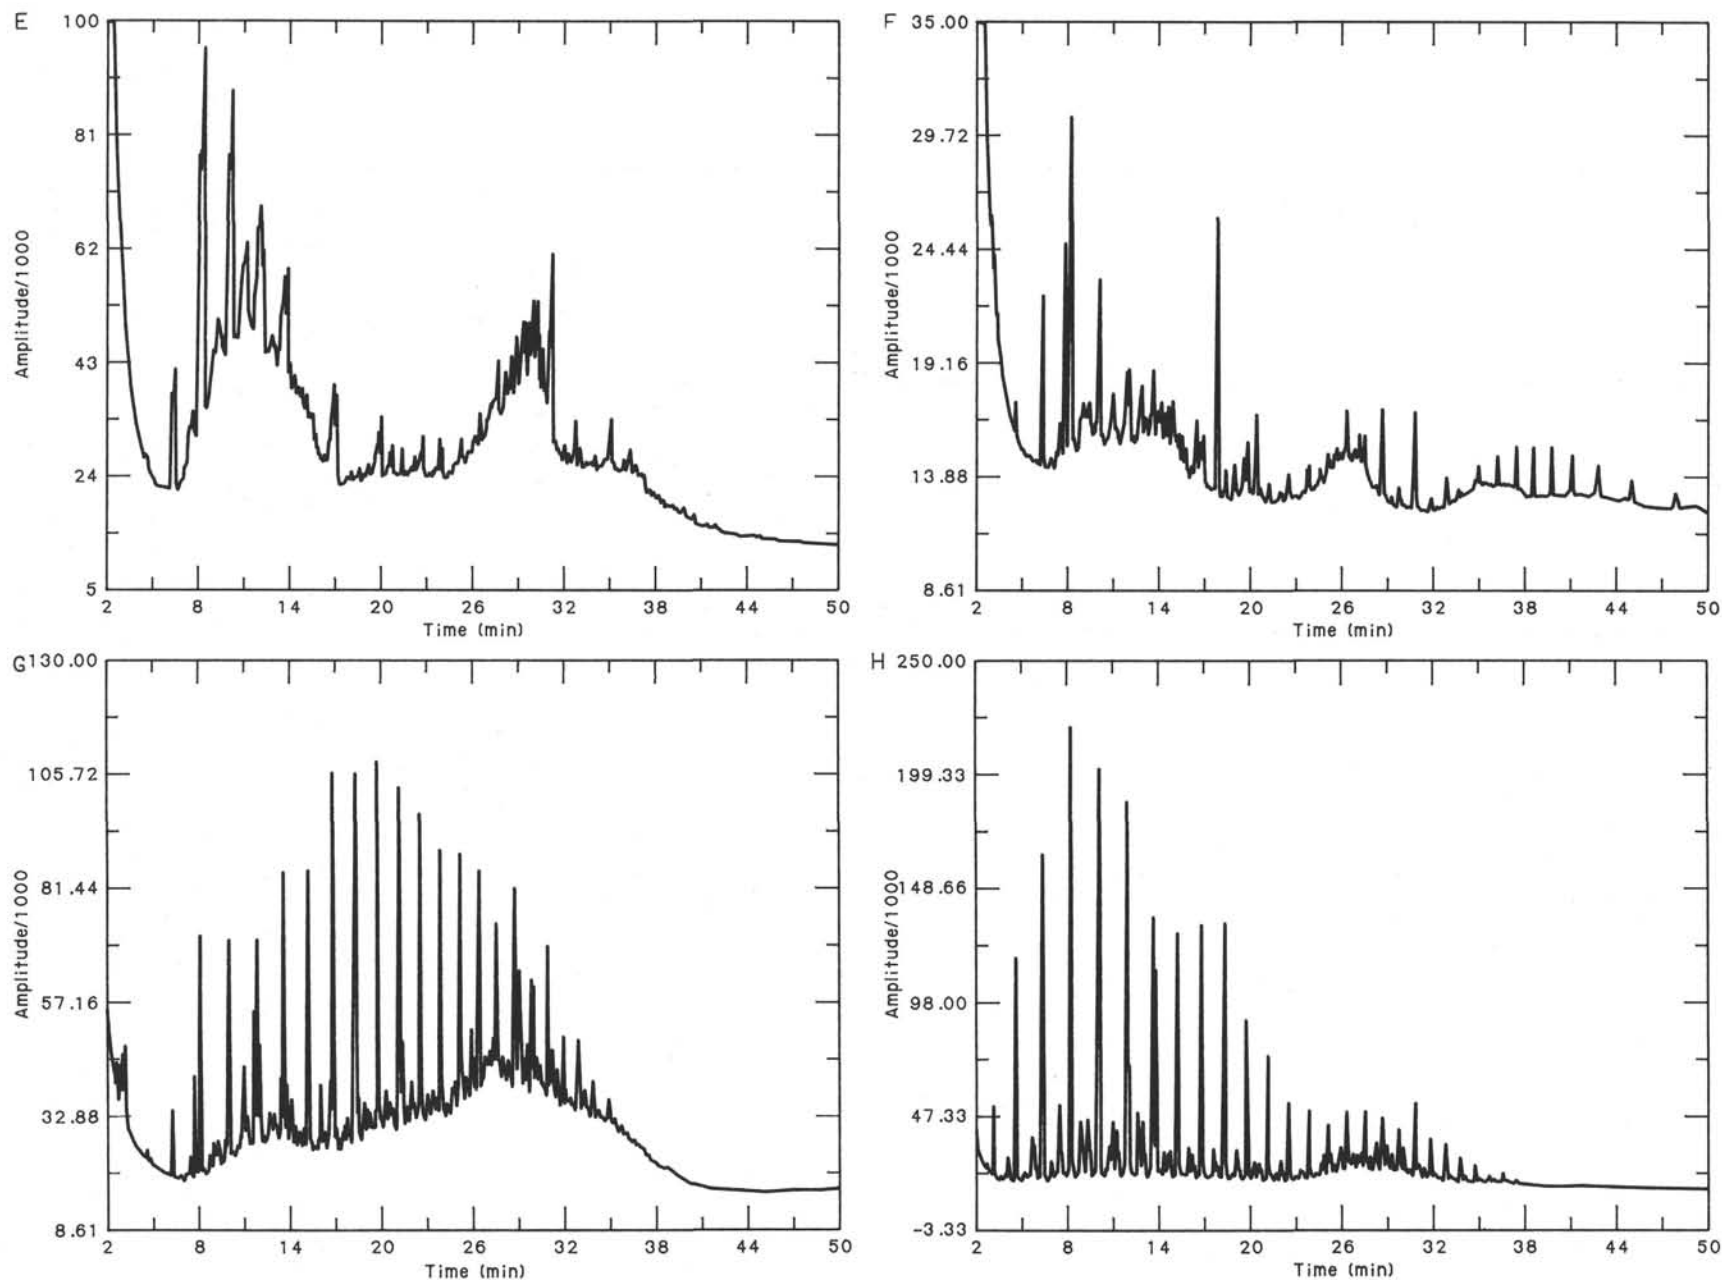 E
100
81
62
43
24
5
Amplitude/1000
2 8 14 20 26 32 38 44 50
Time (min)
F
35.00
29.72
24.44
19.16
13.88
8.61
Amplitude/1000
2 8 14 20 26 32 38 44 50
Time (min)
G
130.00
105.72
81.44
57.16
32.88
8.61
Amplitude/1000
2 8 14 20 26 32 38 44 50
Time (min)
H
250.00
199.33
148.66
98.00
47.33
-3.33
Amplitude/1000
2 8 14 20 26 32 38 44 50
Time (min)